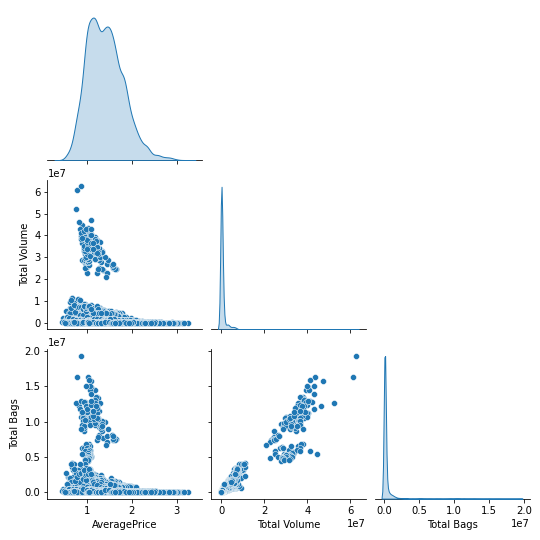 1e7
6
5
4
3
2
1
0
Total Volume
1e7
2.0
1.5
1.0
0.5
0.0
Total Bags
1 2 3
AveragePrice
0 2 4 6
1e7
Total Volume
0.0 0.5 1.0 1.5 2.0
1e7
Total Bags